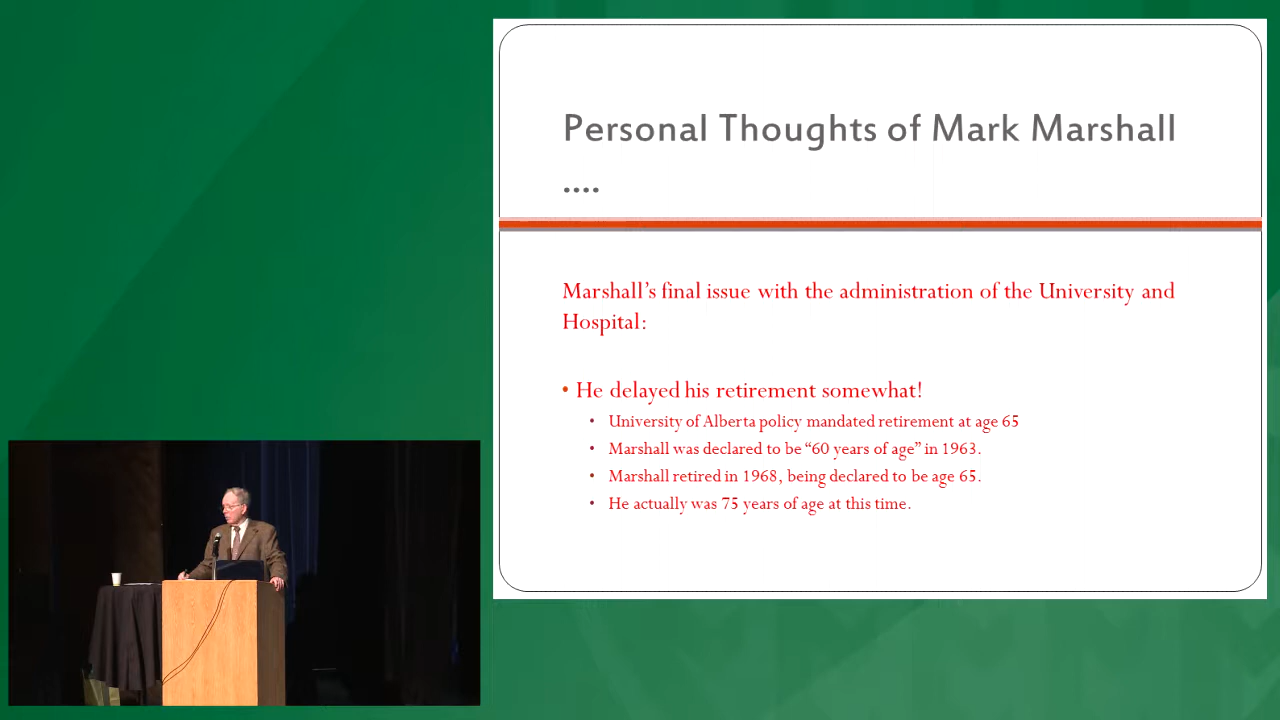 Personal Thoughts of Mark Marshall
....
Marshall's final issue with the administration of the University and
Hospital:
• He delayed his retirement somewhat!
• University of Alberta policy mandated retirement at age 65
• Marshall was declared to be “60 years of age” in 1963.
• Marshall retired in 1968, being declared to be age 65.
• He actually was 75 years of age at this time.